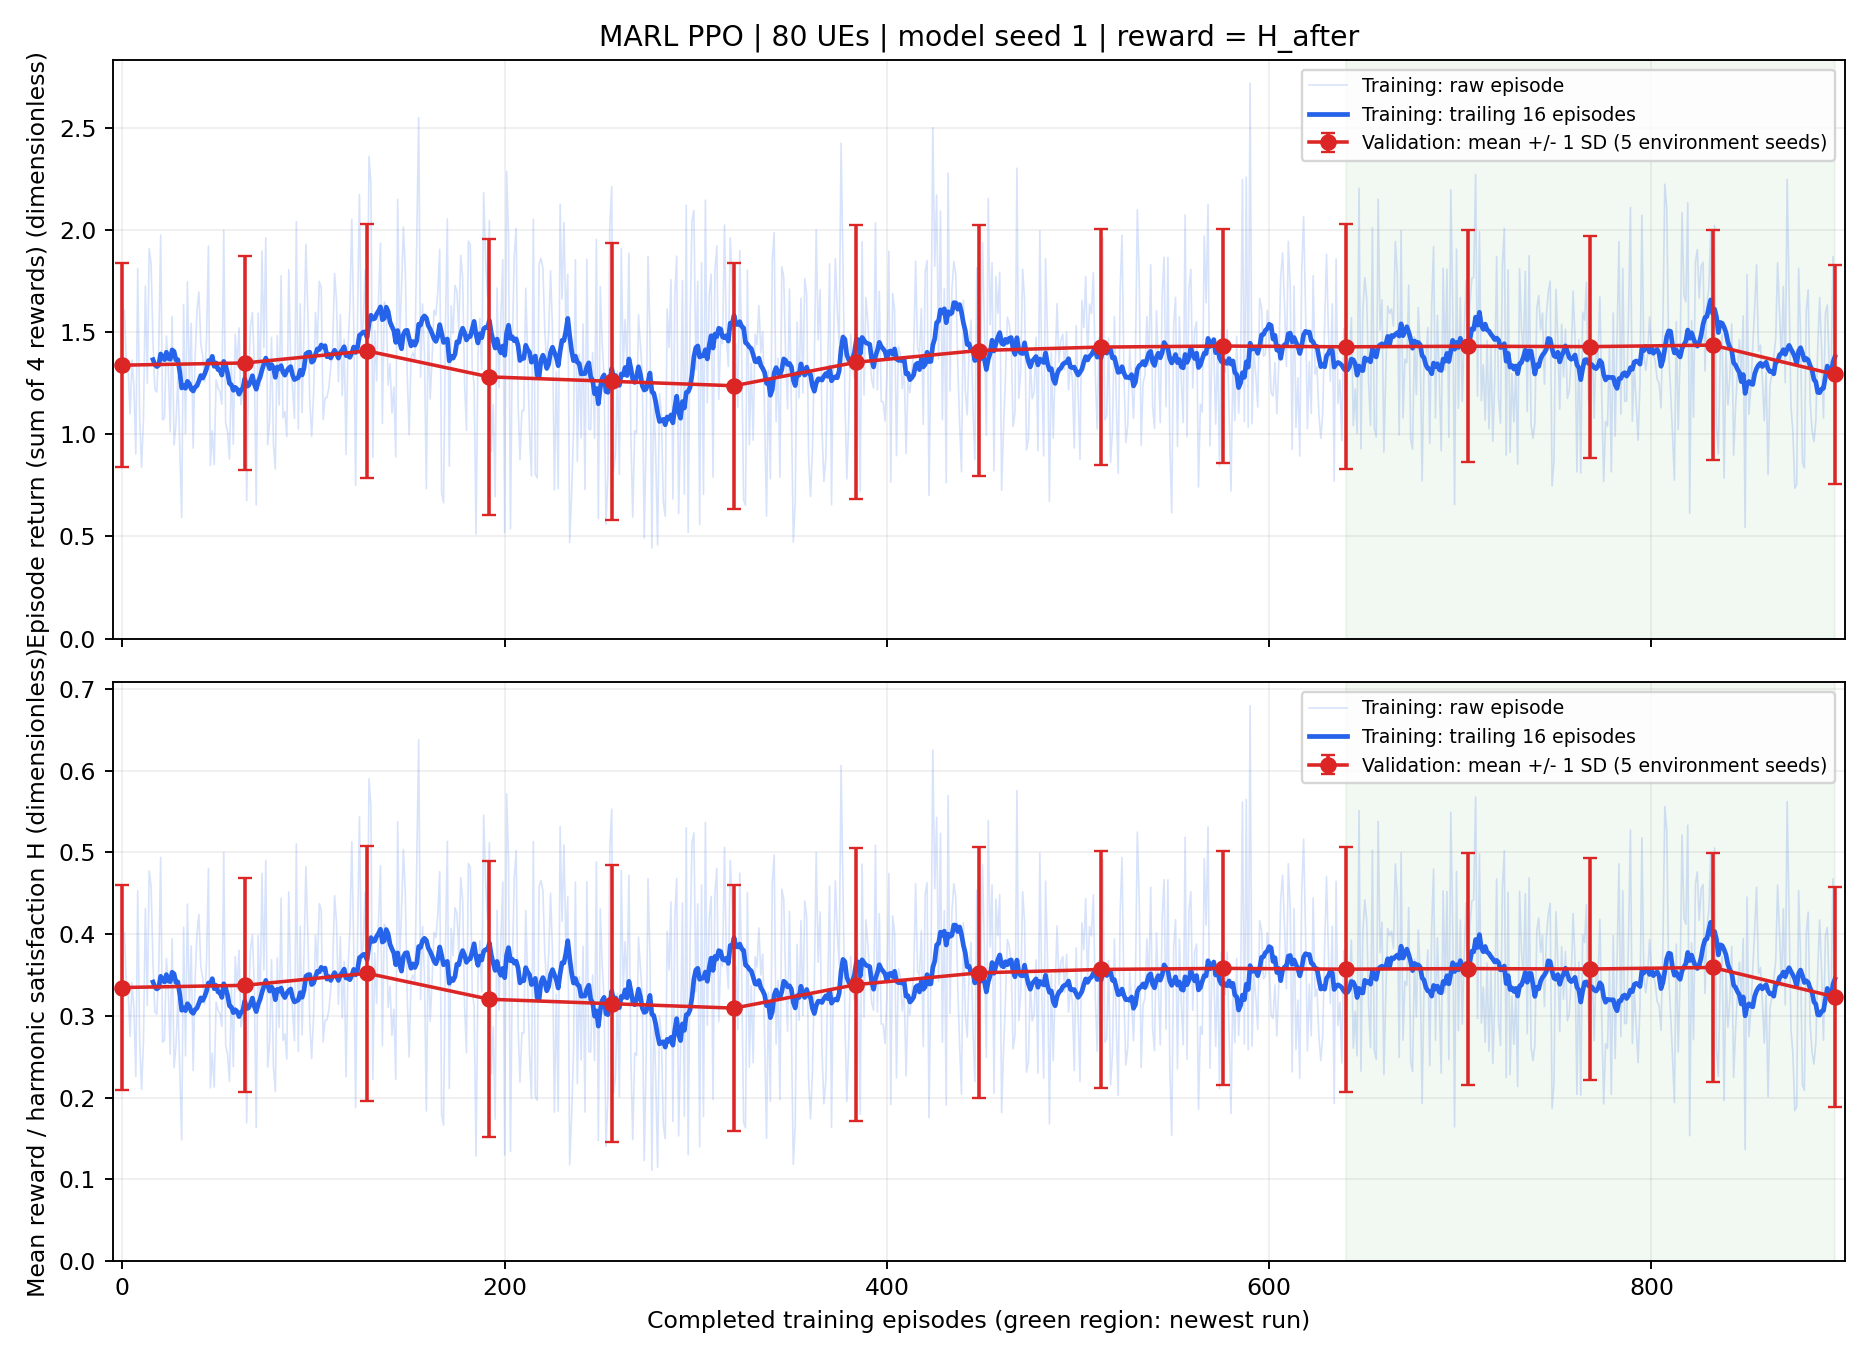 MARL PPO | 80 UEs | model seed 1 | reward = H_after
Episode return (sum of 4 rewards) (dimensionless)
2.5
2.0
1.5
1.0
0.5
0.0
Training: raw episode
Training: trailing 16 episodes
Validation: mean +/- 1 SD (5 environment seeds)
Mean reward / harmonic satisfaction H (dimensionless)
0.7
0.6
0.5
0.4
0.3
0.2
0.1
0.0
Training: raw episode
Training: trailing 16 episodes
Validation: mean +/- 1 SD (5 environment seeds)
0 200 400 600 800
Completed training episodes (green region: newest run)